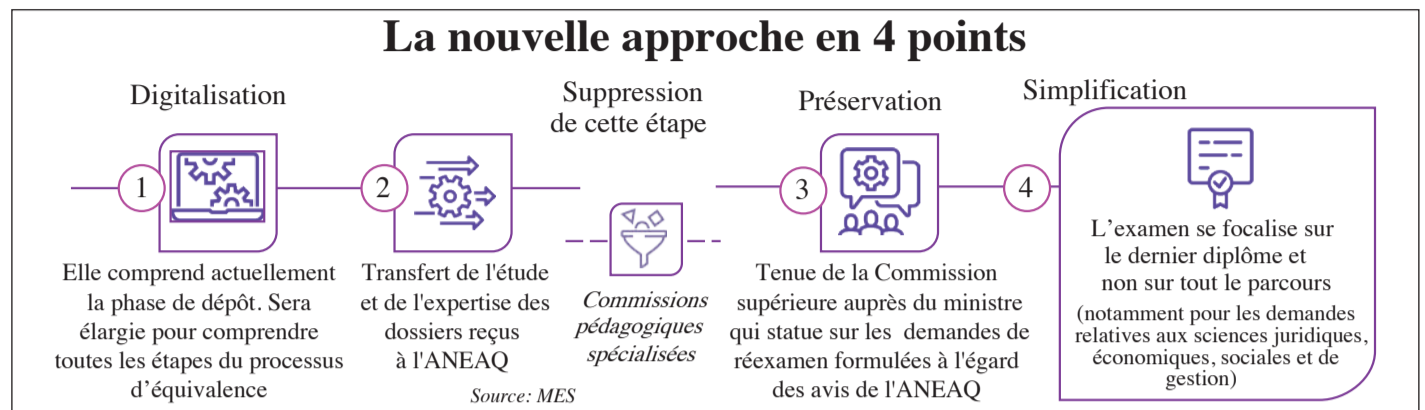 La nouvelle approche en 4 points
Digitalisation
1
Elle comprend actuellement
la phase de dépôt. Sera
élargie pour comprendre
toutes les étapes du processus
d’équivalence
2
Transfert de l'étude
et de l'expertise des
dossiers reçus
à l'ANEAQ
Suppression
de cette étape
Commissions
pédagogiques
spécialisées
Préservation
3
Tenue de la Commission
supérieure auprès du ministre
qui statue sur les demandes de
réexamen formulées à l'égard
des avis de l'ANEAQ
Simplification
4
L’examen se focalise sur
le dernier diplôme et
non sur tout le parcours
(notamment pour les demandes
relatives aux sciences juridiques,
économiques, sociales et de
gestion)
Source: MES